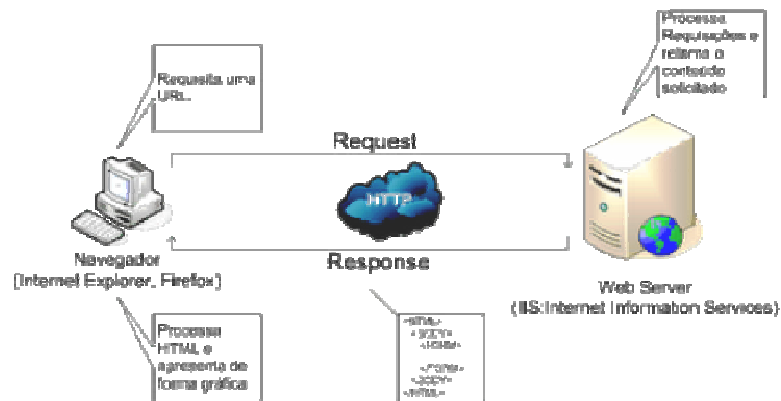 Processa
Requisições e
retorna o
conteúdo
solicitado
Requisita uma
URL.
Request
HTTP
Navegador
(Internet Explorer, Firefox)
Response
Web Server
(IIS:Internet Information Services)
Processa
HTML e
apresenta de
forma gráfica
<HTML>
<BODY>
<FORM>
</FORM>
</BODY>
</HTML>